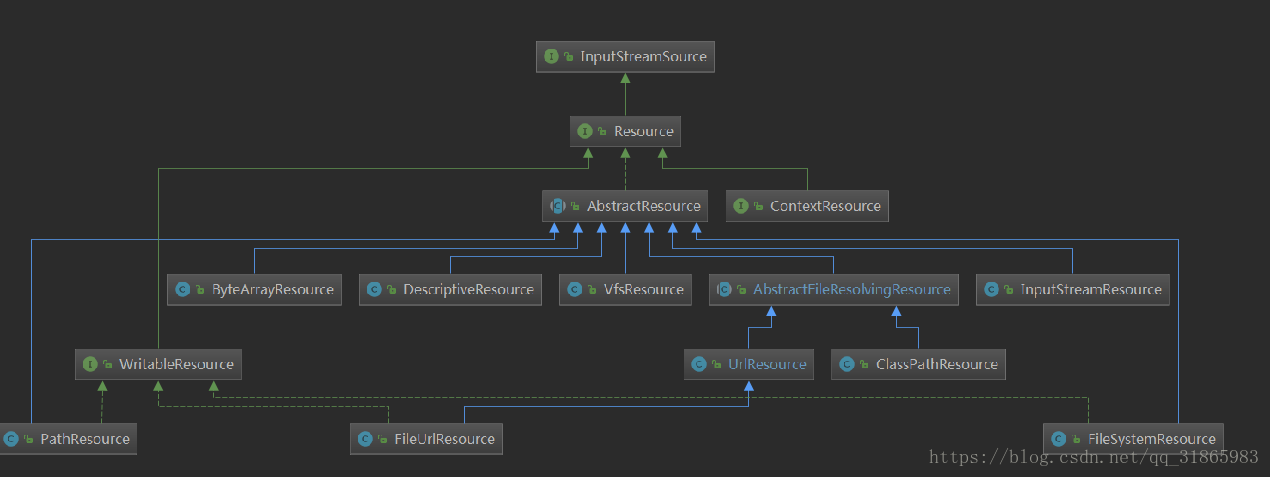 InputStreamSource
Resource
AbstractResource
ContextResource
ByteArrayResource
DescriptiveResource
VfsResource
AbstractFileResolvingResource
InputStreamResource
WritableResource
UrlResource
ClassPathResource
PathResource
FileUrlResource
FileSystemResource
https://blog.csdn.net/qq_31865983